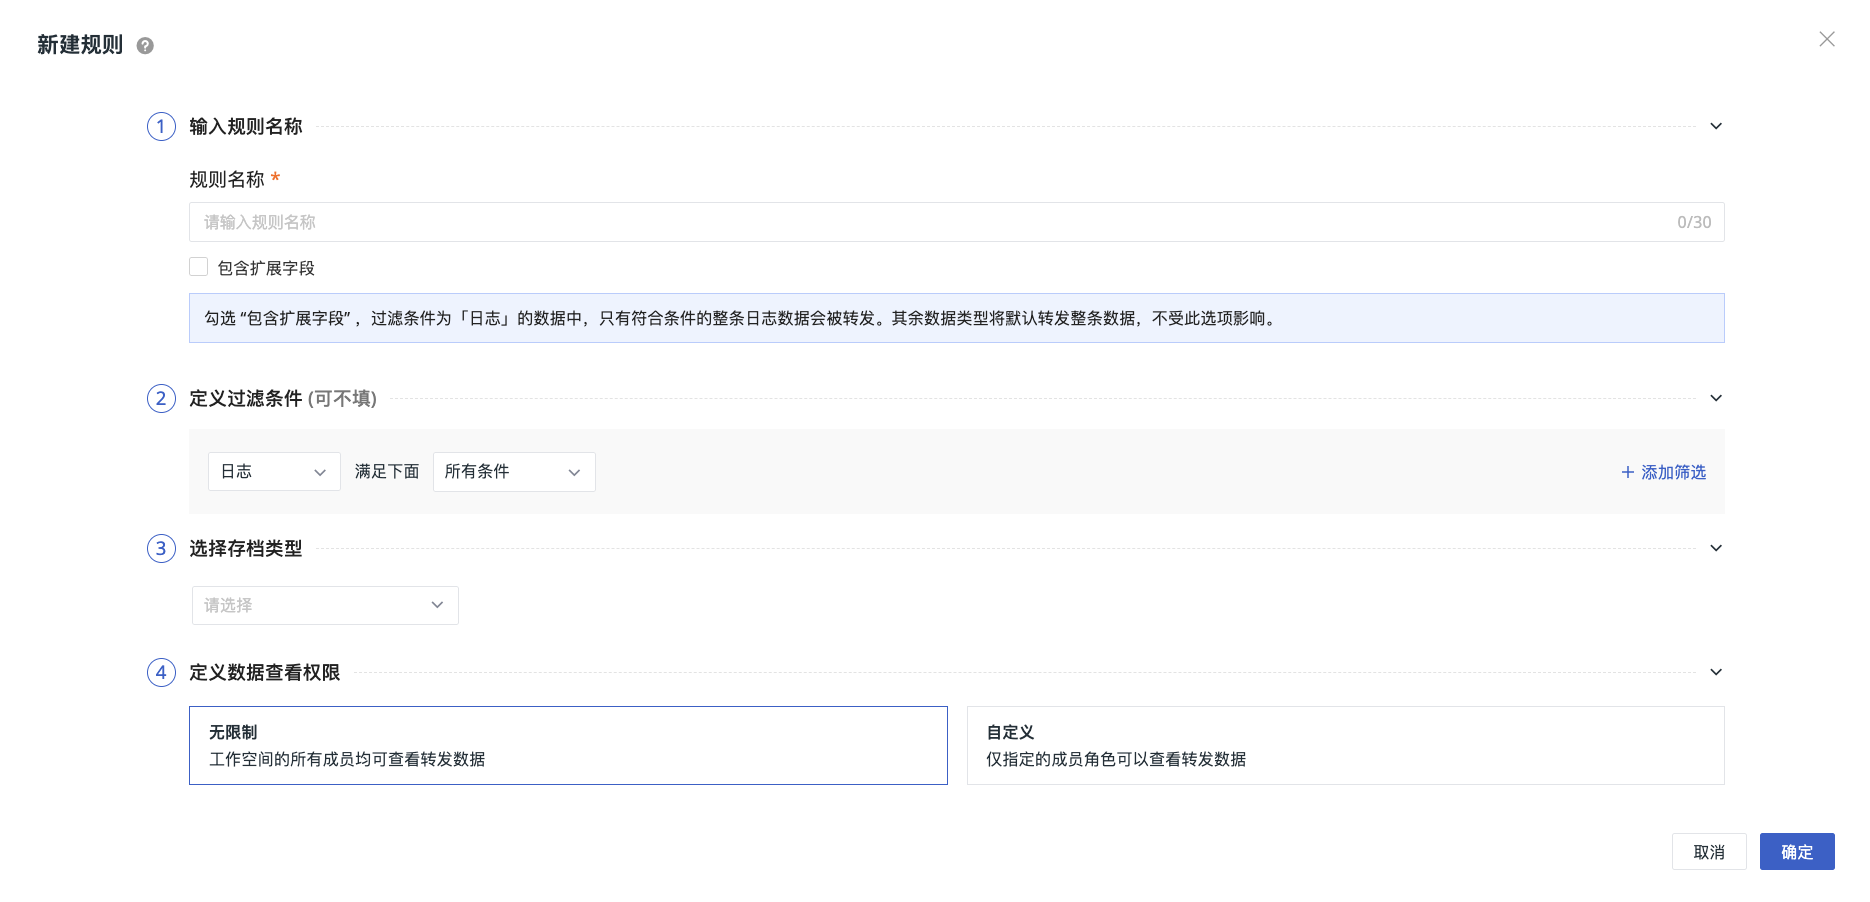 新建规则 ?
1 输入规则名称
规则名称 *
请输入规则名称 0/30
包含扩展字段
勾选 “包含扩展字段” ，过滤条件为「日志」的数据中，只有符合条件的整条日志数据会被转发。其余数据类型将默认转发整条数据，不受此选项影响。
2 定义过滤条件 (可不填)
日志 满足下面 所有条件 + 添加筛选
3 选择存档类型
请选择
4 定义数据查看权限
无限制
工作空间的所有成员均可查看转发数据
自定义
仅指定的成员角色可以查看转发数据
取消 确定